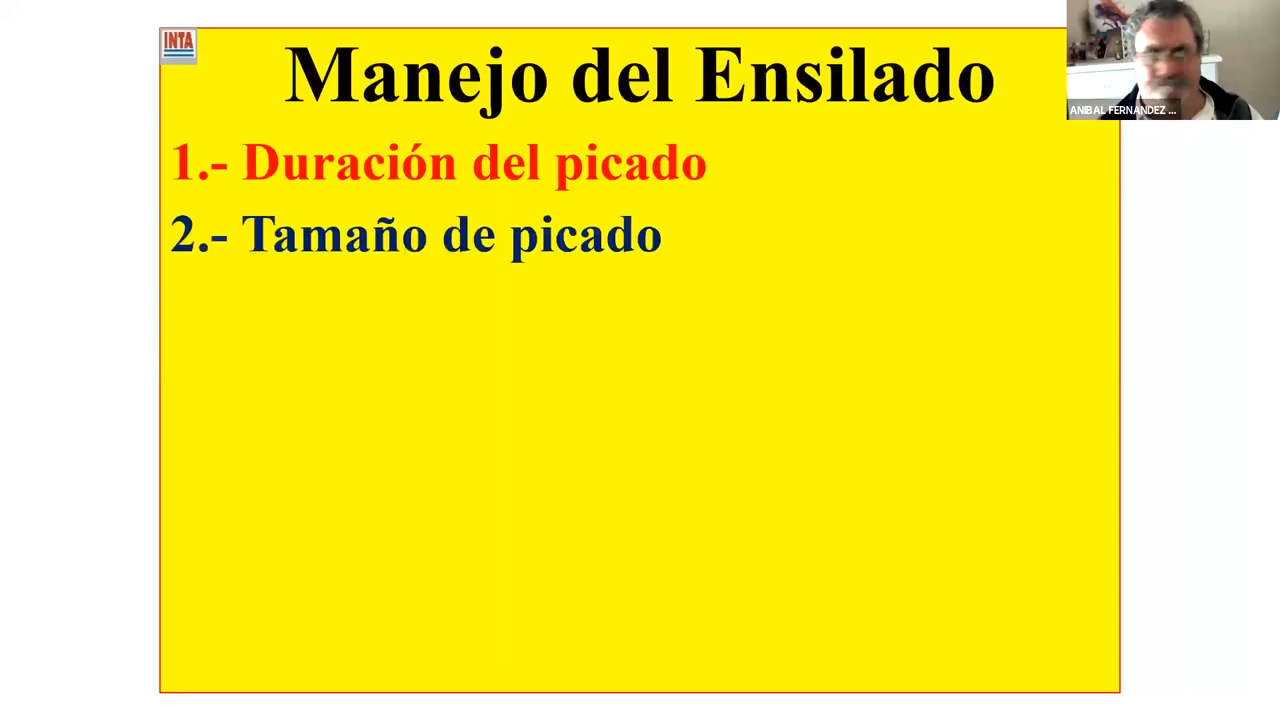 INTA
Manejo del Ensilado
1.- Duración del picado
2.- Tamaño de picado
ANIBAL FERNANDEZ ...